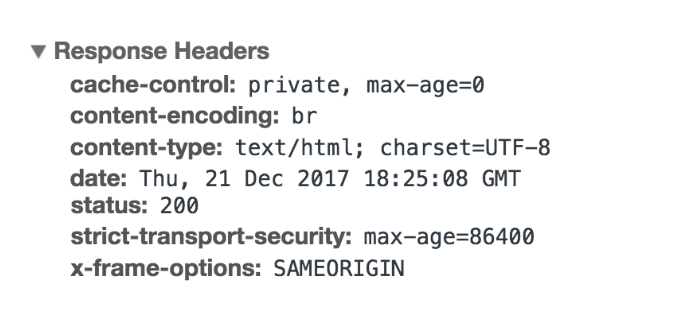 ▼ Response Headers
cache-control: private, max-age=0
content-encoding: br
content-type: text/html; charset=UTF-8
date: Thu, 21 Dec 2017 18:25:08 GMT
status: 200
strict-transport-security: max-age=86400
x-frame-options: SAMEORIGIN